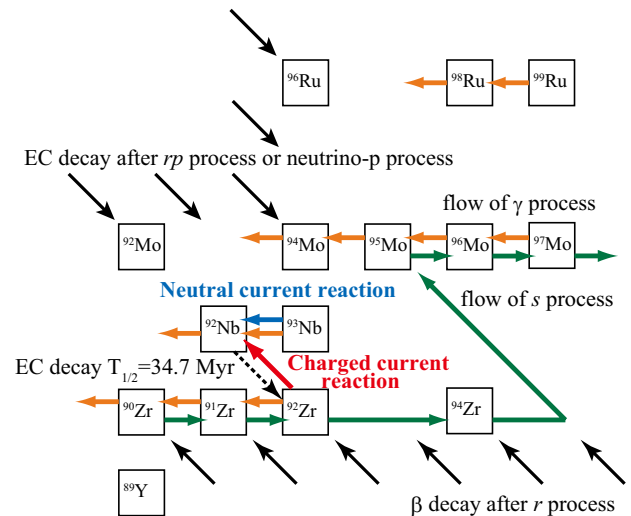 ⁹⁶Ru ⁹⁸Ru ⁹⁹Ru
EC decay after rp process or neutrino-p process
flow of γ process
⁹²Mo ⁹⁴Mo ⁹⁵Mo ⁹⁶Mo ⁹⁷Mo
Neutral current reaction
flow of s process
⁹²Nb ⁹³Nb
EC decay T₁/₂=34.7 Myr
Charged current
reaction
⁹⁰Zr ⁹¹Zr ⁹²Zr ⁹⁴Zr
⁸⁹Y
β decay after r process